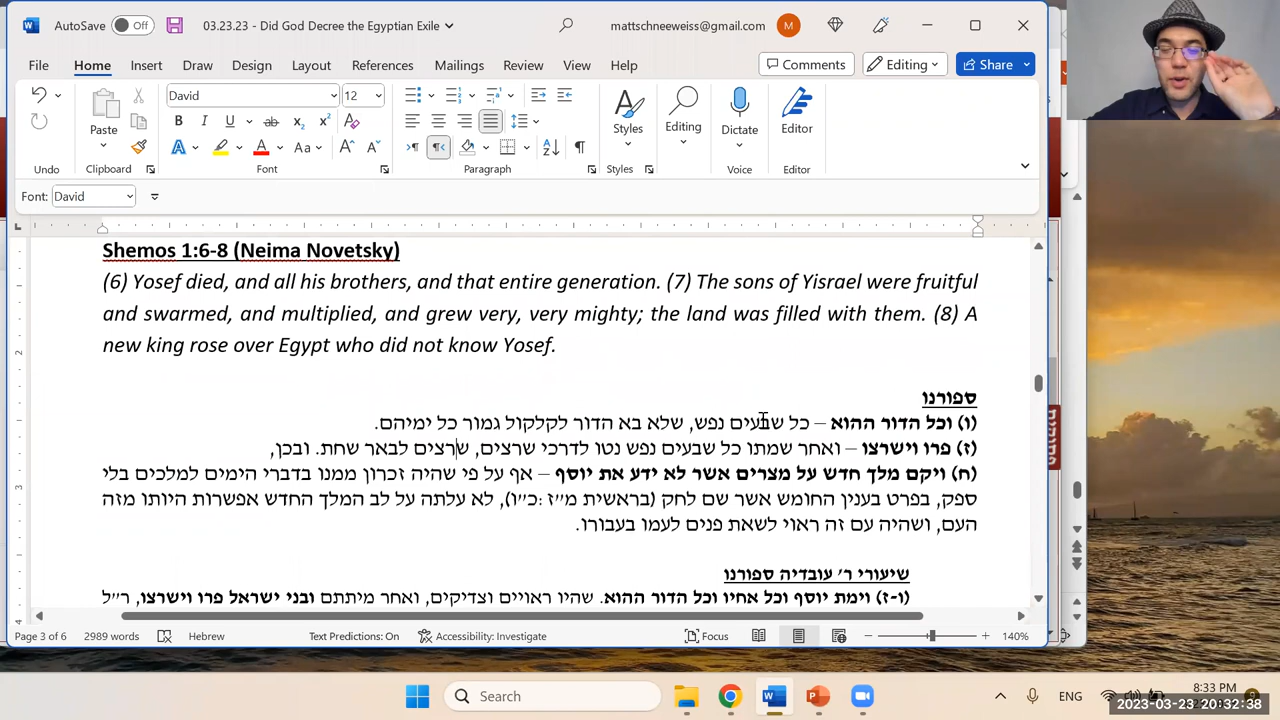 AutoSave Off 03.23.23 - Did God Decree the Egyptian Exile mattschneeweiss@gmail.com M
File Home Insert Draw Design Layout References Mailings Review View Help Comments Editing Share
David 12
Paste Styles Editing Dictate Editor
Undo Clipboard Font Paragraph Styles Voice Editor
Font: David
Shemos 1:6-8 (Neima Novetsky)
(6) Yosef died, and all his brothers, and that entire generation. (7) The sons of Yisrael were fruitful
and swarmed, and multiplied, and grew very, very mighty; the land was filled with them. (8) A
new king rose over Egypt who did not know Yosef.
ספורנו
(ו) וכל הדור ההוא – כל שבעים נפש, שלא בא הדור לקלקול גמור כל ימיהם.
(ז) פרו וישרצו – ואחר שמתו כל שבעים נפש נטו לדרכי שרצים, שרצים לבאר שחת. ובכן,
(ח) ויקם מלך חדש על מצרים אשר לא ידע את יוסף – אף על פי שהיה זכרון ממנו בדברי הימים למלכים בלי
ספק, בפרט בענין החומש אשר שם לחק (בראשית מ״ז :כ״ו), לא עלתה על לב המלך החדש אפשרות היותו מזה
העם, ושהיה עם זה ראוי לשאת פנים לעמו בעבורו.
שיעורי ר׳ עובדיה ספורנו
(ו-ז) וימת יוסף וכל אחיו וכל הדור ההוא. שהיו ראויים וצדיקים, ואחר מיתתם ובני ישראל פרו וישרצו, ר״ל
Page 3 of 6 2989 words Hebrew Text Predictions: On Accessibility: Investigate Focus 140%
Search ENG 8:33 PM
2023-03-23 20:32:38